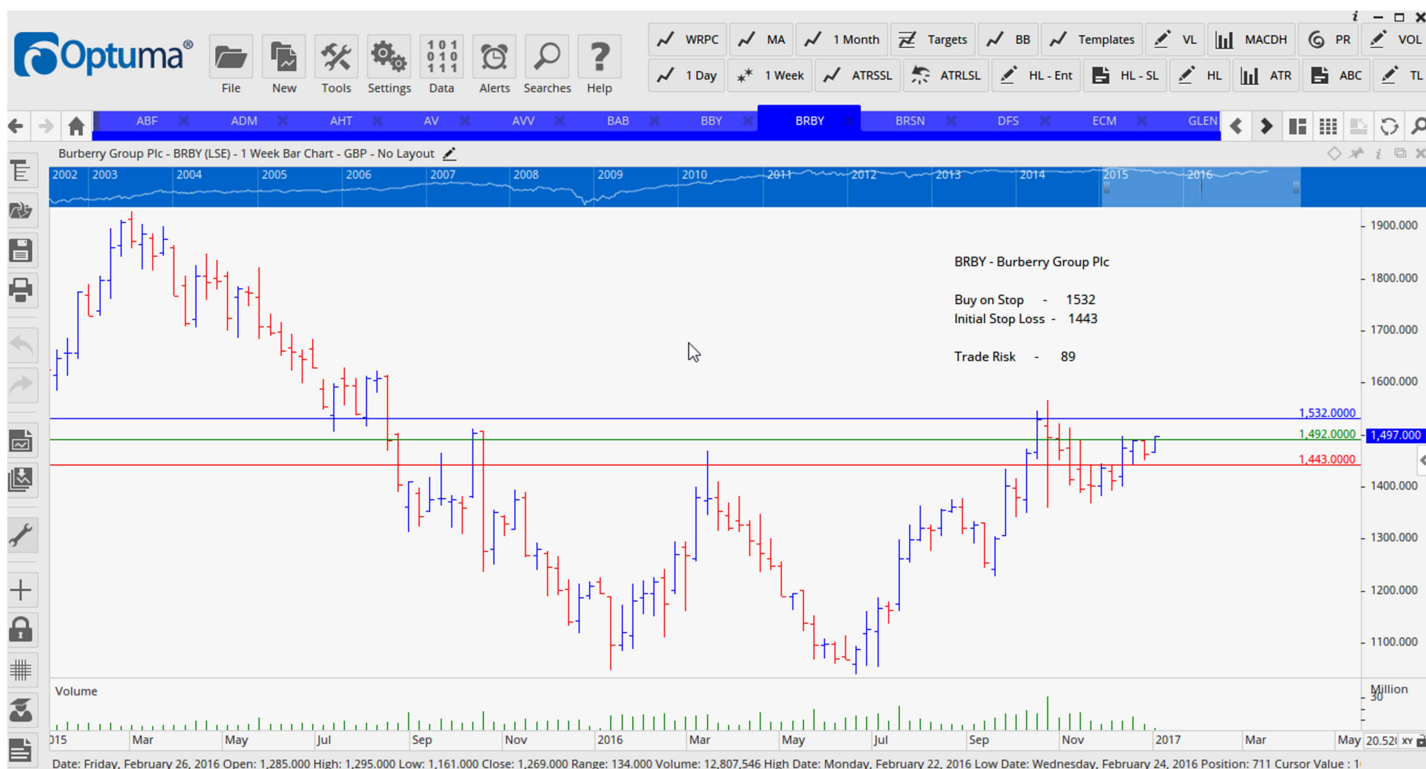 i
Optuma®
File New Tools Settings Data Alerts Searches Help
WRPC MA 1 Month Targets BB Templates VL MACDH PR VOL
1 Day 1 Week ATRSSL ATRLSL HL - Ent HL - SL HL ATR ABC TL
ABF ADM AHT AV AVV BAB BBY BRBY BRSN DFS ECM GLEN
Burberry Group Plc - BRBY (LSE) - 1 Week Bar Chart - GBP - No Layout
2002 2003 2004 2005 2006 2007 2008 2009 2010 2011 2012 2013 2014 2015 2016
1900.000
BRBY - Burberry Group Plc
1800.000
Buy on Stop - 1532
Initial Stop Loss - 1443
1700.000
Trade Risk - 89
1600.000
1,532.0000
1,492.0000 1,497.000
1,443.0000
1400.000
1300.000
1200.000
1100.000
Volume
Million
30
015 Mar May Jul Sep Nov 2016 Mar May Jul Sep Nov 2017 Mar May 20.52( XY
Date: Friday, February 26, 2016 Open: 1,285.000 High: 1,295.000 Low: 1,161.000 Close: 1,269.000 Range: 134.000 Volume: 12,807,546 High Date: Monday, February 22, 2016 Low Date: Wednesday, February 24, 2016 Position: 711 Cursor Value : 1